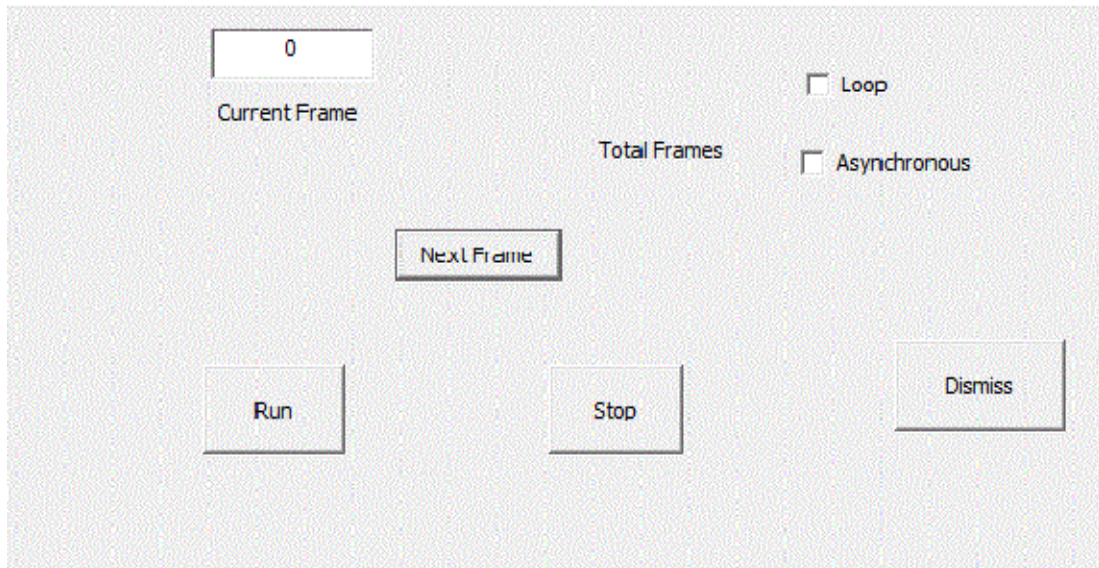 0
Current Frame
Loop
Total Frames
Asynchronous
Next Frame
Run
Stop
Dismiss